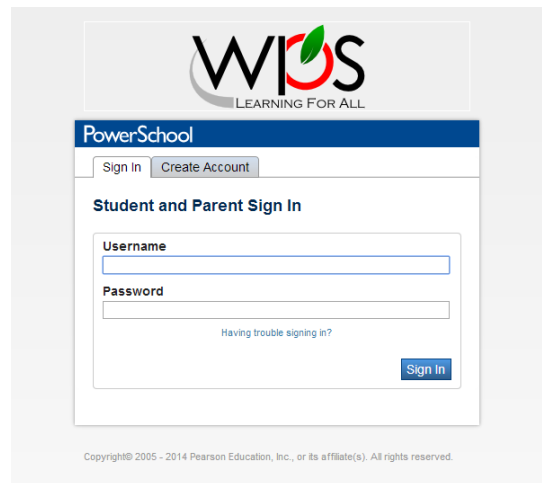 WPS
LEARNING FOR ALL
PowerSchool
Sign In Create Account
Student and Parent Sign In
Username
Password
Having trouble signing in?
Sign In
Copyright© 2005 - 2014 Pearson Education, Inc., or its affiliate(s). All rights reserved.